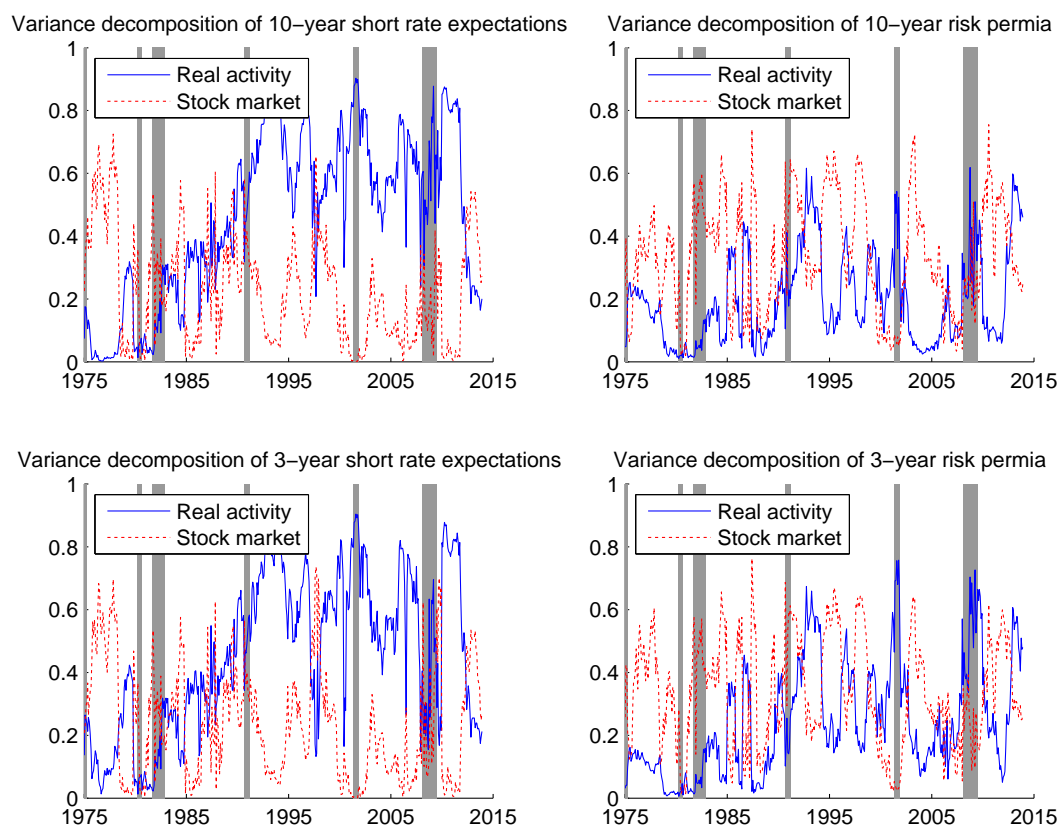 Variance decomposition of 10−year short rate expectations
1
0.8
0.6
0.4
0.2
0
1975 1985 1995 2005 2015
Real activity
Stock market
Variance decomposition of 10−year risk permia
1
0.8
0.6
0.4
0.2
0
1975 1985 1995 2005 2015
Real activity
Stock market
Variance decomposition of 3−year short rate expectations
1
0.8
0.6
0.4
0.2
0
1975 1985 1995 2005 2015
Real activity
Stock market
Variance decomposition of 3−year risk permia
1
0.8
0.6
0.4
0.2
0
1975 1985 1995 2005 2015
Real activity
Stock market